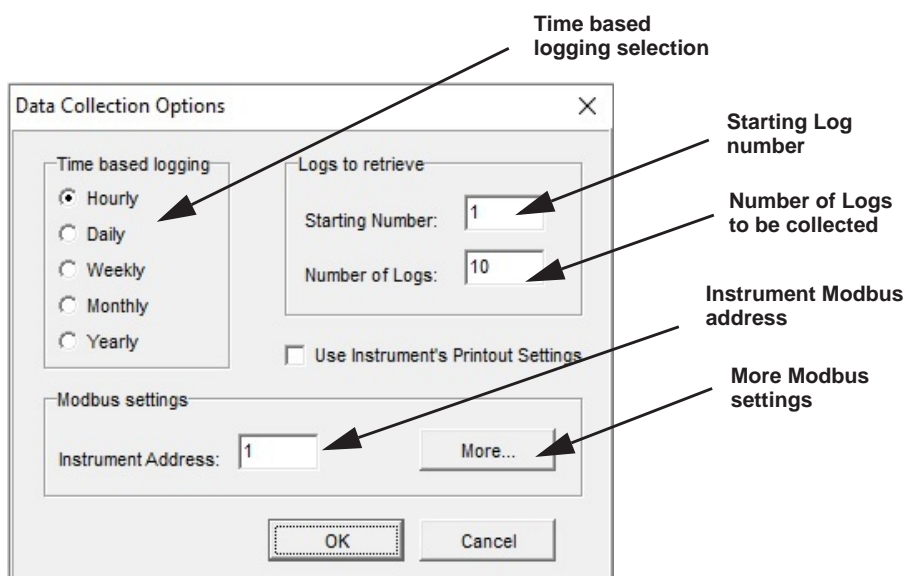 Time based
logging selection
Data Collection Options
Starting Log
number
Time based logging
Hourly
Daily
Weekly
Monthly
Yearly
Logs to retrieve
Starting Number:
1
Number of Logs:
10
Number of Logs
to be collected
Instrument Modbus
address
Use Instrument's Printout Settings
More Modbus
settings
Modbus settings
Instrument Address:
1
More...
OK
Cancel